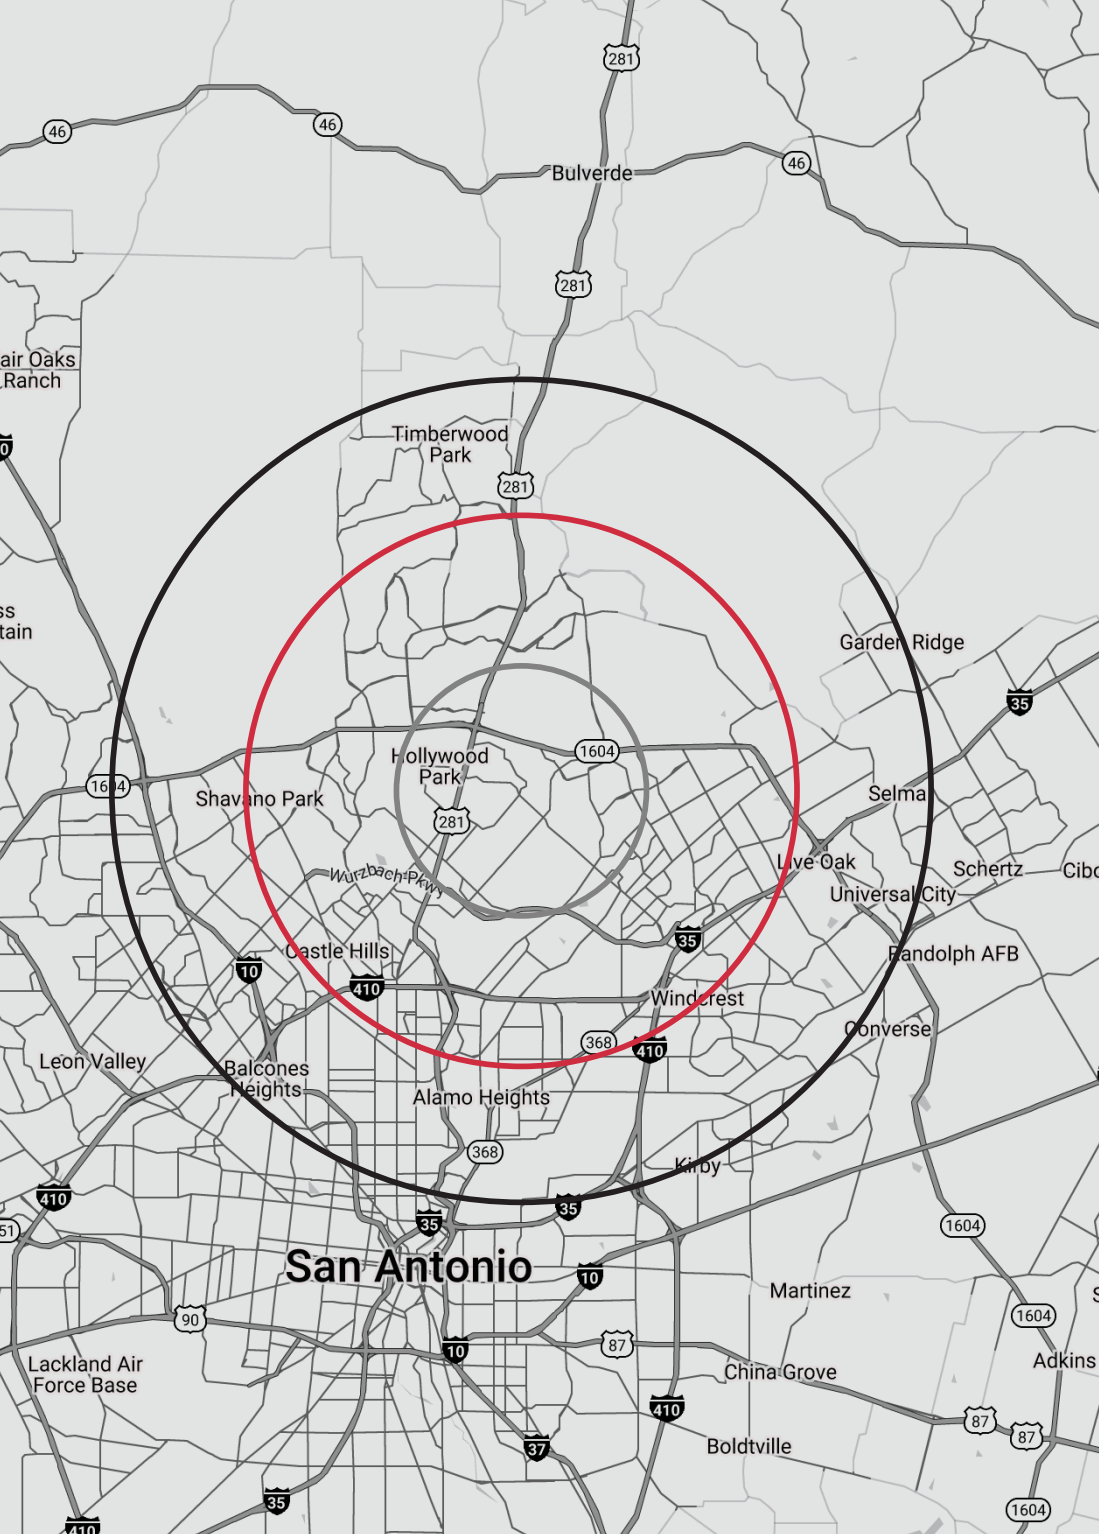 281
46
46
46
Bulverde
281
air Oaks
Ranch
0
Timberwood
Park
281
ss
tain
Garden Ridge
35
1604
Hollywood
Park
1604
Shavano Park
Selma
281
Live Oak
Wurzbach Pkwy
Schertz
Cibo
Universal City
35
Castle Hills
Randolph AFB
10
410
Windcrest
Converse
368
410
Leon Valley
Balcones
Heights
Alamo Heights
368
Kirby
410
35
35
51
1604
San Antonio
10
Martinez
S
90
1604
87
10
Lackland Air
Force Base
Adkins
China Grove
410
87
87
37
Boldtville
35
1604
410